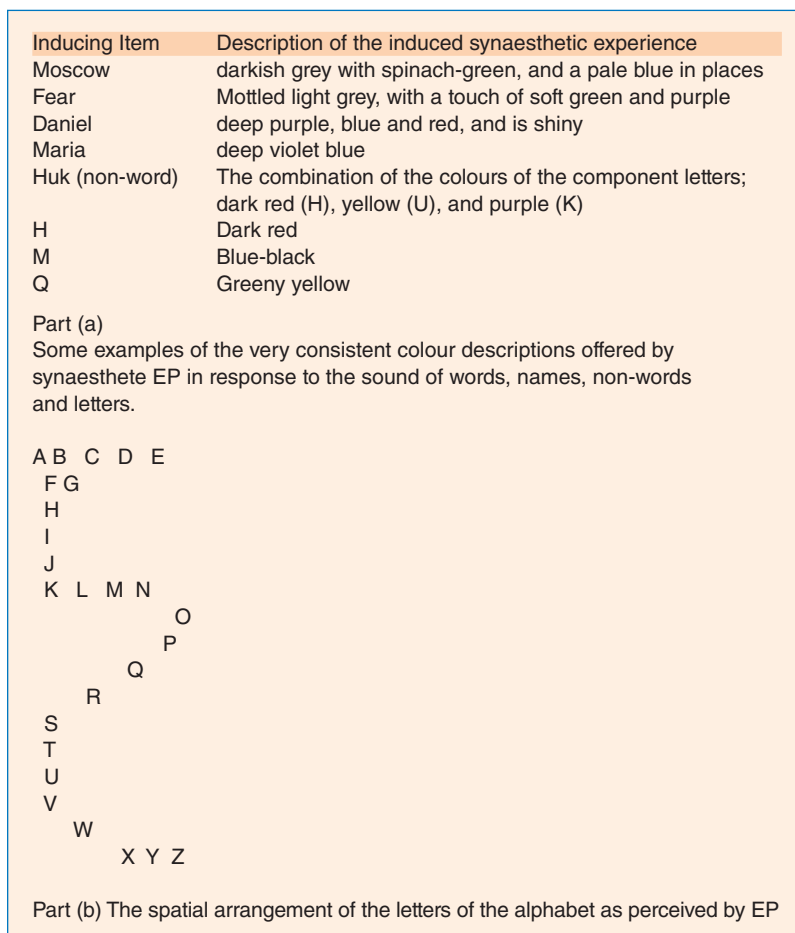 Inducing Item Description of the induced synaesthetic experience
Moscow darkish grey with spinach-green, and a pale blue in places
Fear Mottled light grey, with a touch of soft green and purple
Daniel deep purple, blue and red, and is shiny
Maria deep violet blue
Huk (non-word) The combination of the colours of the component letters;
dark red (H), yellow (U), and purple (K)
H Dark red
M Blue-black
Q Greeny yellow
Part (a)
Some examples of the very consistent colour descriptions offered by
synaesthete EP in response to the sound of words, names, non-words
and letters.
A B C D E
F G
H
I
J
K L M N
O
P
Q
R
S
T
U
V
W
X Y Z
Part (b) The spatial arrangement of the letters of the alphabet as perceived by EP